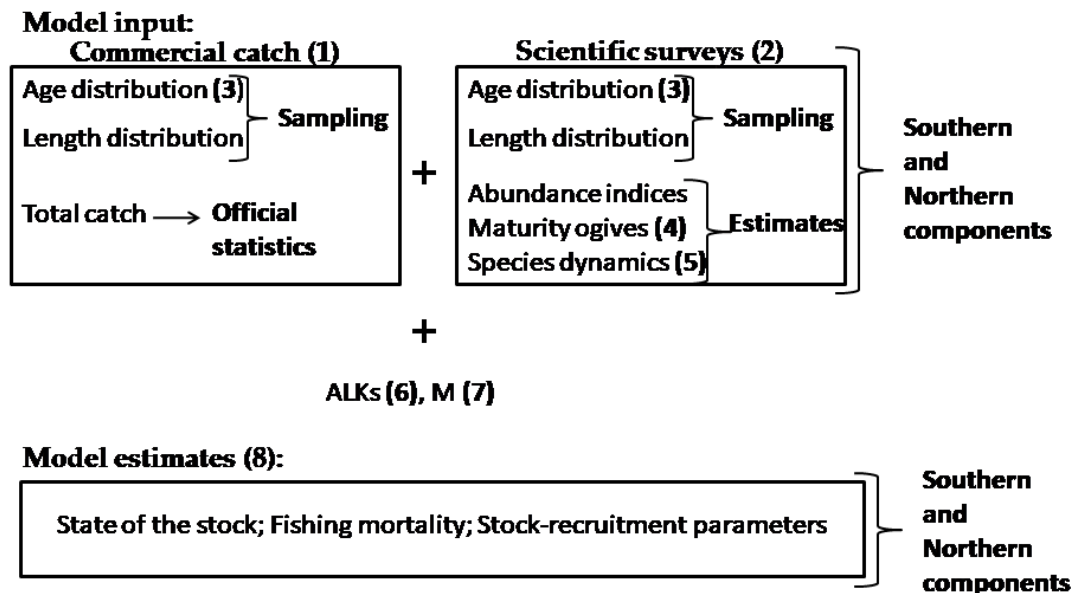 Model input:
Commercial catch (1)
Age distribution (3)
Length distribution
Sampling
Total catch
Official
statistics
+
Scientific surveys (2)
Age distribution (3)
Length distribution
Sampling
Abundance indices
Maturity ogives (4)
Species dynamics (5)
Estimates
Southern
and
Northern
components
+
ALKs (6), M (7)
Model estimates (8):
State of the stock; Fishing mortality; Stock-recruitment parameters
Southern
and
Northern
components